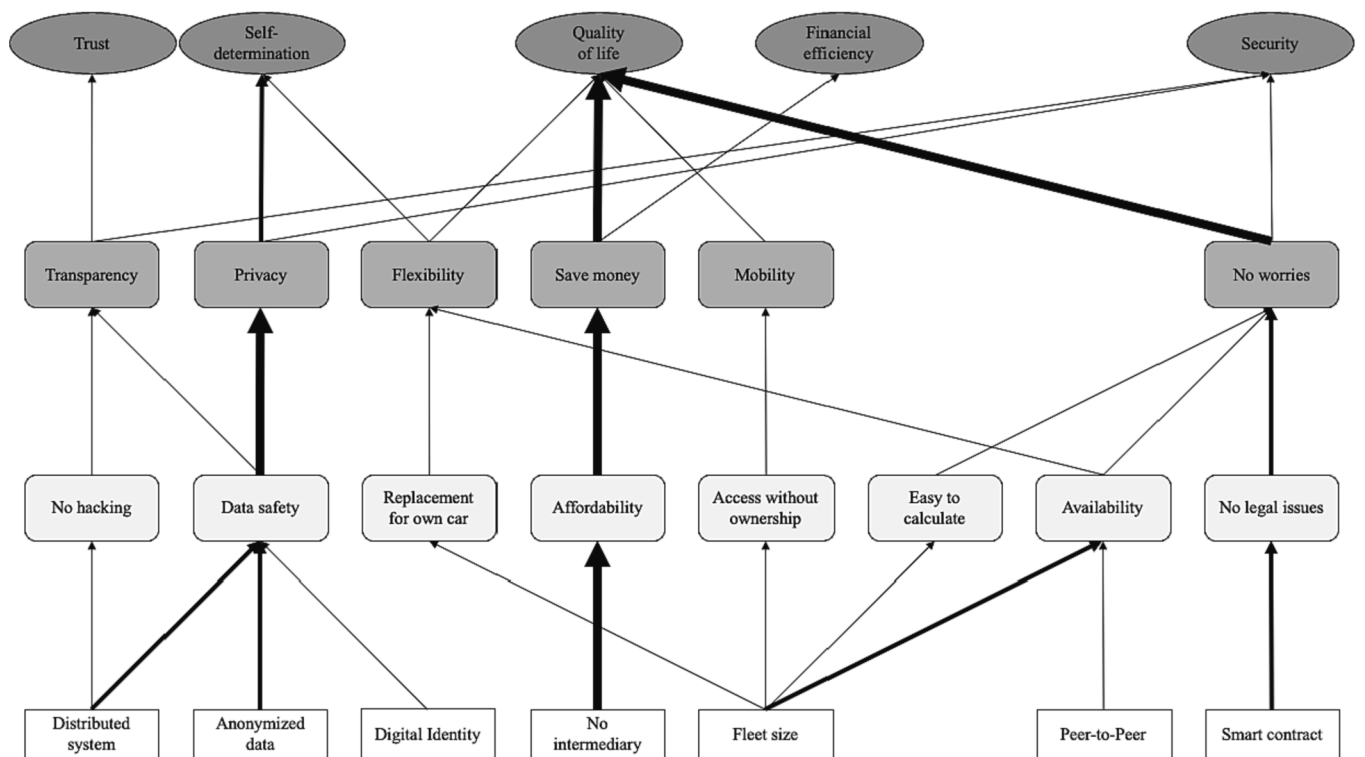 Trust
Self-
determination
Quality
of life
Financial
efficiency
Security
Transparency
Privacy
Flexibility
Save money
Mobility
No worries
No hacking
Data safety
Replacement
for own car
Affordability
Access without
ownership
Easy to
calculate
Availability
No legal issues
Distributed
system
Anonymized
data
Digital Identity
No
intermediary
Fleet size
Peer-to-Peer
Smart contract